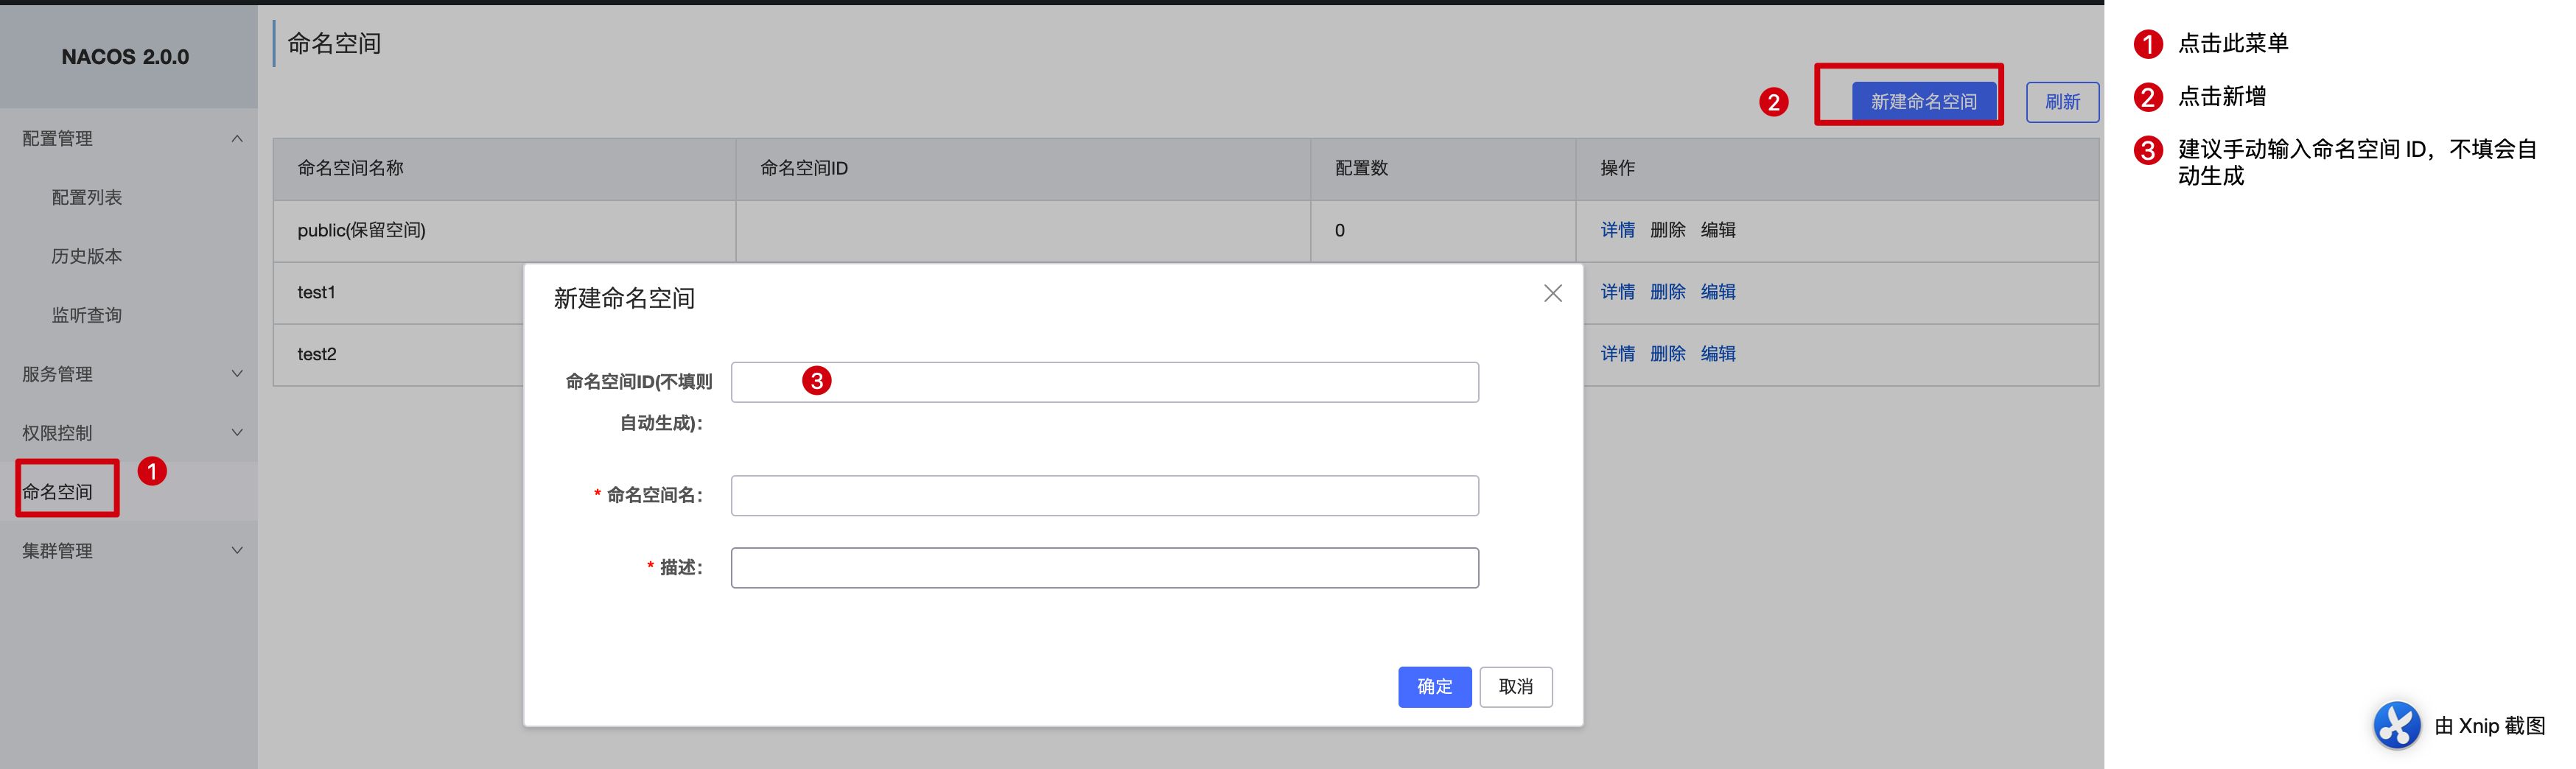 NACOS 2.0.0
配置管理
配置列表
历史版本
监听查询
服务管理
权限控制
命名空间
1
集群管理
命名空间
2
新建命名空间
刷新
命名空间名称 命名空间ID 配置数 操作
public(保留空间) 0 详情 删除 编辑
test1 详情 删除 编辑
test2 详情 删除 编辑
新建命名空间
命名空间ID(不填则
自动生成)：
3
* 命名空间名：
* 描述：
确定 取消
1 点击此菜单
2 点击新增
3 建议手动输入命名空间 ID，不填会自
动生成
由 Xnip 截图